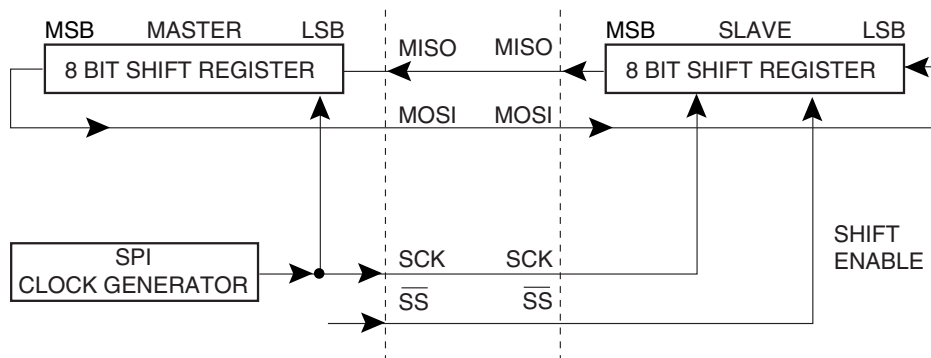 MSB MASTER LSB
8 BIT SHIFT REGISTER
MISO MISO
MSB SLAVE LSB
8 BIT SHIFT REGISTER
MOSI MOSI
SPI
CLOCK GENERATOR
SCK SCK
SS SS
SHIFT
ENABLE